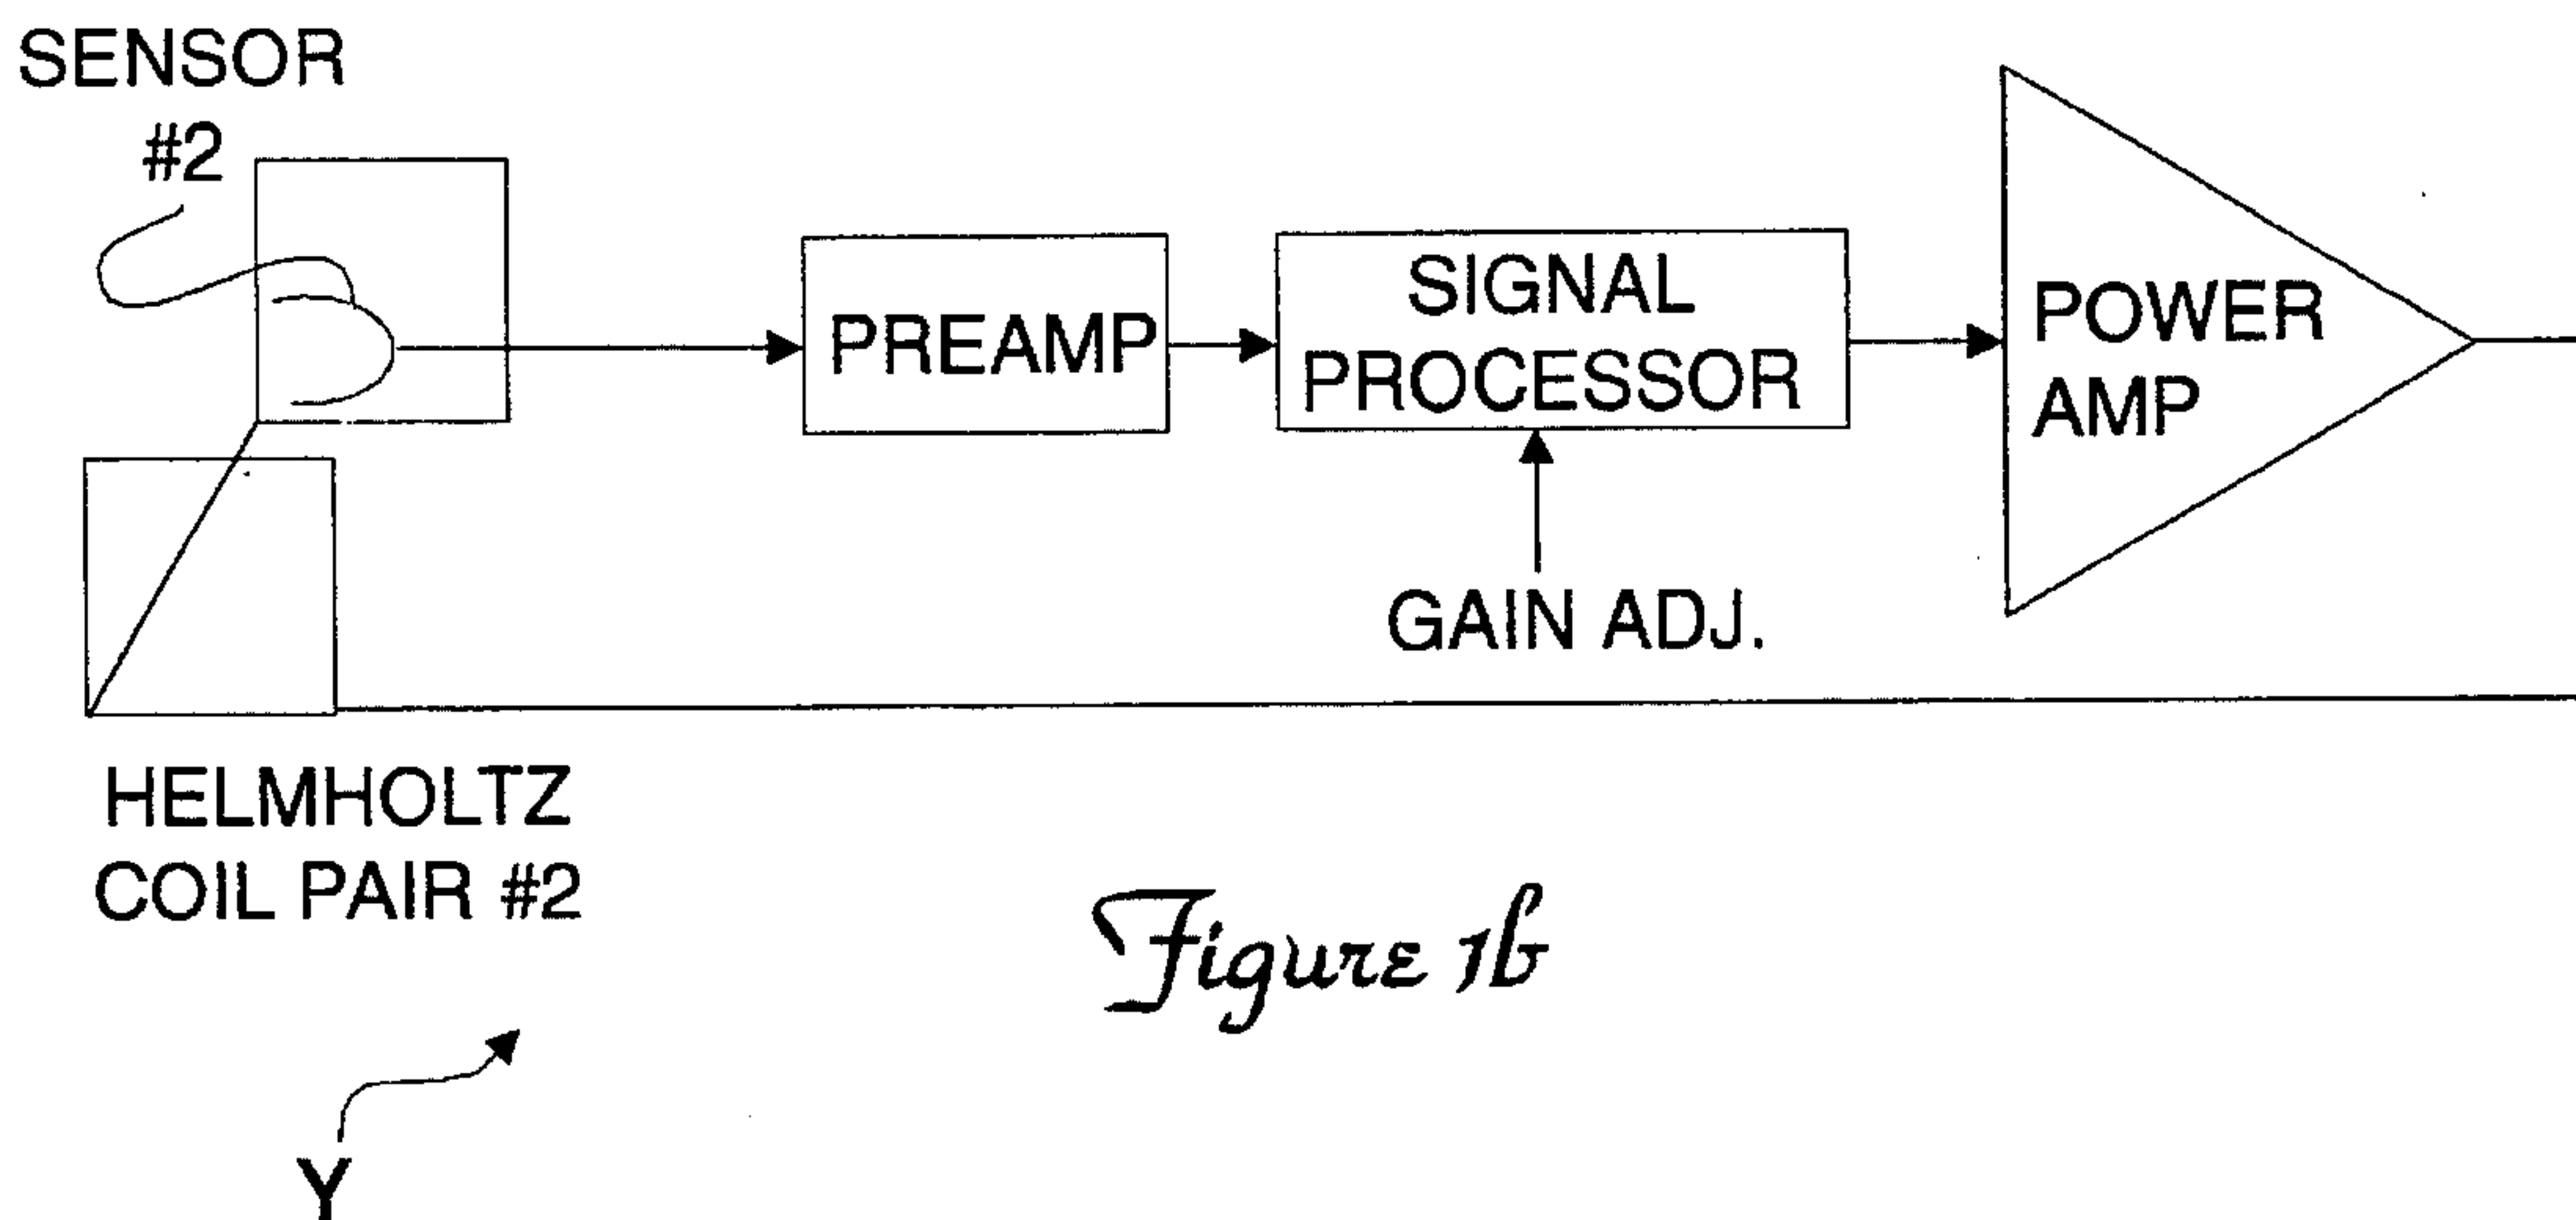 SENSOR
#2
PREAMP
SIGNAL
PROCESSOR
POWER
AMP
GAIN ADJ.
HELMHOLTZ
COIL PAIR #2
Figure 1b
Y